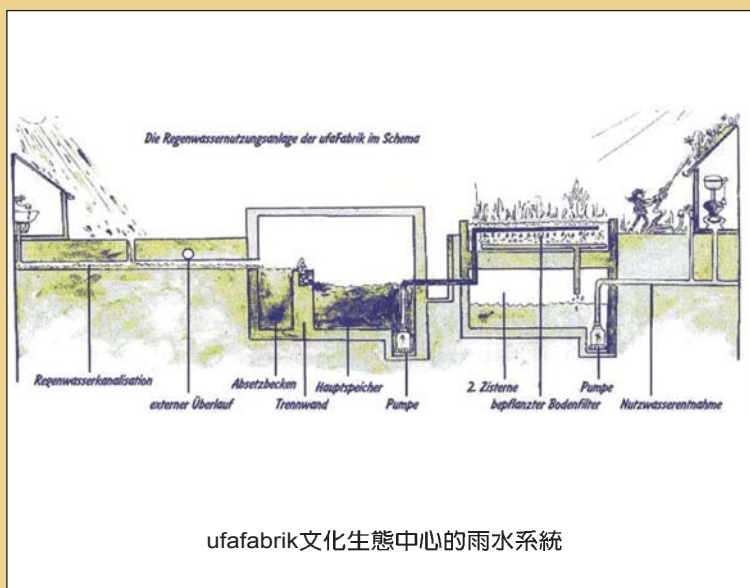 Die Regenwassernutzungsanlage der ufaFabrik im Schema
Regenwasserkanalisation
externer Überlauf
Absetzbecken
Trennwand
Hauptspeicher
Pumpe
2. Zisterne
bepflanzter Bodenfilter
Pumpe
Nutzwasserentnahme
ufafabrik文化生態中心的雨水系統